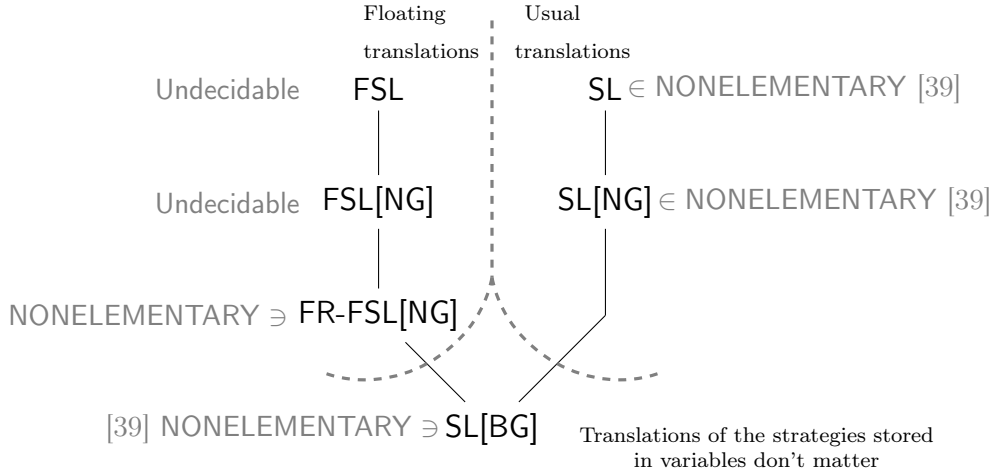 Floating translations
Usual translations
Undecidable FSL
SL ∈ NONELEMENTARY [39]
Undecidable FSL[NG]
SL[NG] ∈ NONELEMENTARY [39]
NONELEMENTARY ∋ FR-FSL[NG]
[39] NONELEMENTARY ∋ SL[BG]
Translations of the strategies stored
in variables don't matter